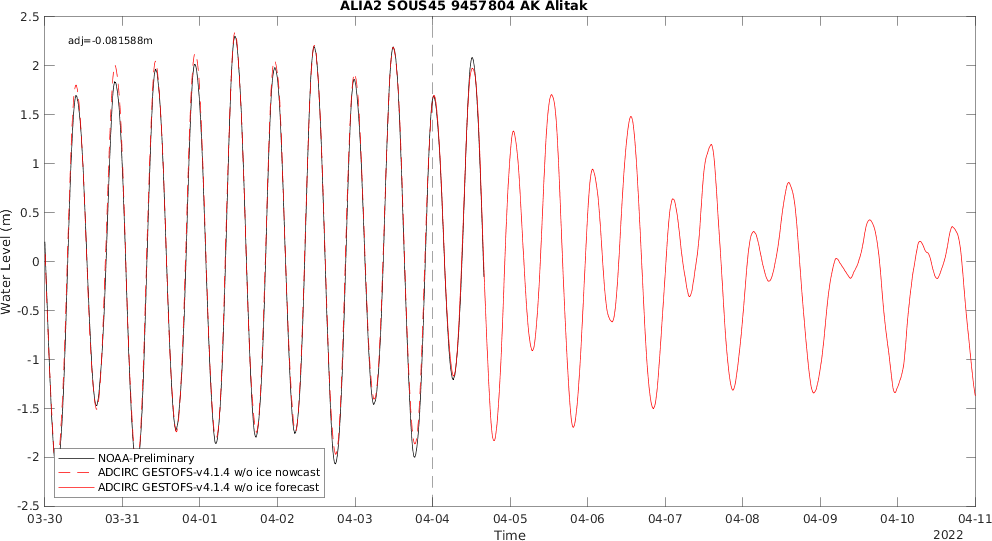 ALIA2 SOUS45 9457804 AK Alitak
adj=-0.081588m
Water Level (m)
2.5
2
1.5
1
0.5
0
-0.5
-1
-1.5
-2
-2.5
NOAA-Preliminary
ADCIRC GESTOFS-v4.1.4 w/o ice nowcast
ADCIRC GESTOFS-v4.1.4 w/o ice forecast
03-30 03-31 04-01 04-02 04-03 04-04 04-05 04-06 04-07 04-08 04-09 04-10 04-11
Time
2022